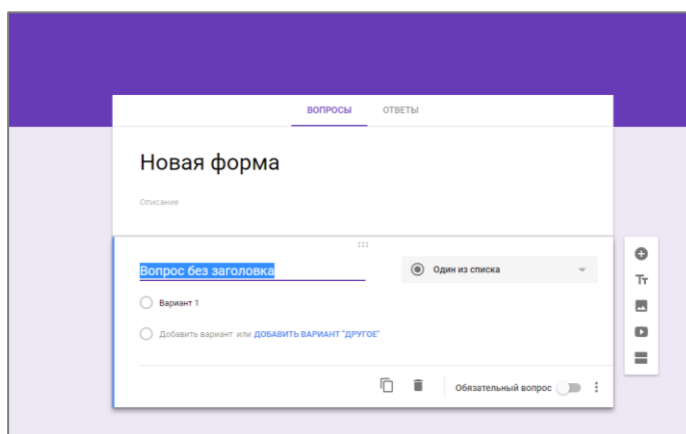 ВОПРОСЫ ОТВЕТЫ
Новая форма
Описание
Вопрос без заголовка
Один из списка
Вариант 1
Добавить вариант или ДОБАВИТЬ ВАРИАНТ "ДРУГОЕ"
Обязательный вопрос
Тт